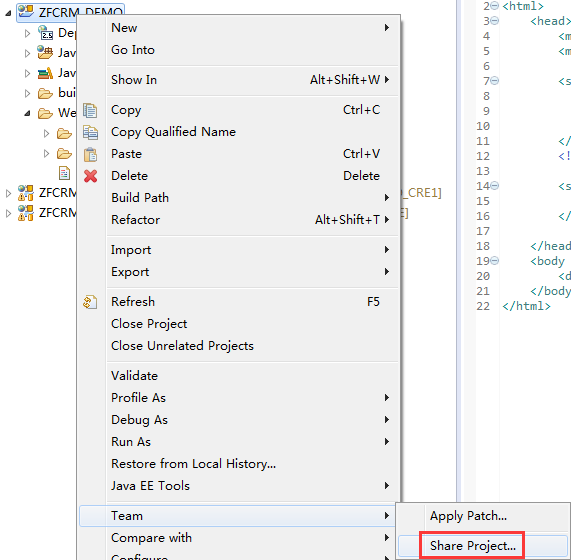 ZFCRM_DEMO
De
Java
Java
bui
We
ZFCRM
_CRE1]
ZFCRM
E]
New
Go Into
Show In Alt+Shift+W
Copy Ctrl+C
Copy Qualified Name
Paste Ctrl+V
Delete Delete
Build Path
Refactor Alt+Shift+T
Import
Export
Refresh F5
Close Project
Close Unrelated Projects
Validate
Profile As
Debug As
Run As
Restore from Local History...
Java EE Tools
Team
Compare with
Configure
Apply Patch...
Share Project...
2 <html>
3 <head>
4 <m
5 <m
6
7 <s
8
9
10
11 </
12 <!
13
14 <s
15
16 </
17
18 </head
19 <body
20 <d
21 </body
22 </html>